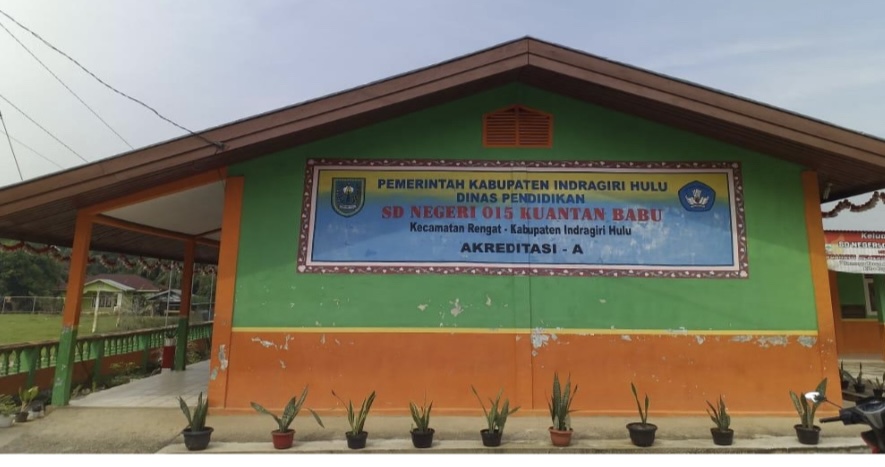 PEMERINTAH KABUPATEN INDRAGIRI HULU
DINAS PENDIDIKAN
SD NEGERI 015 KUANTAN BABU
Kecamatan Rengat - Kabupaten Indragiri Hulu
AKREDITASI - A